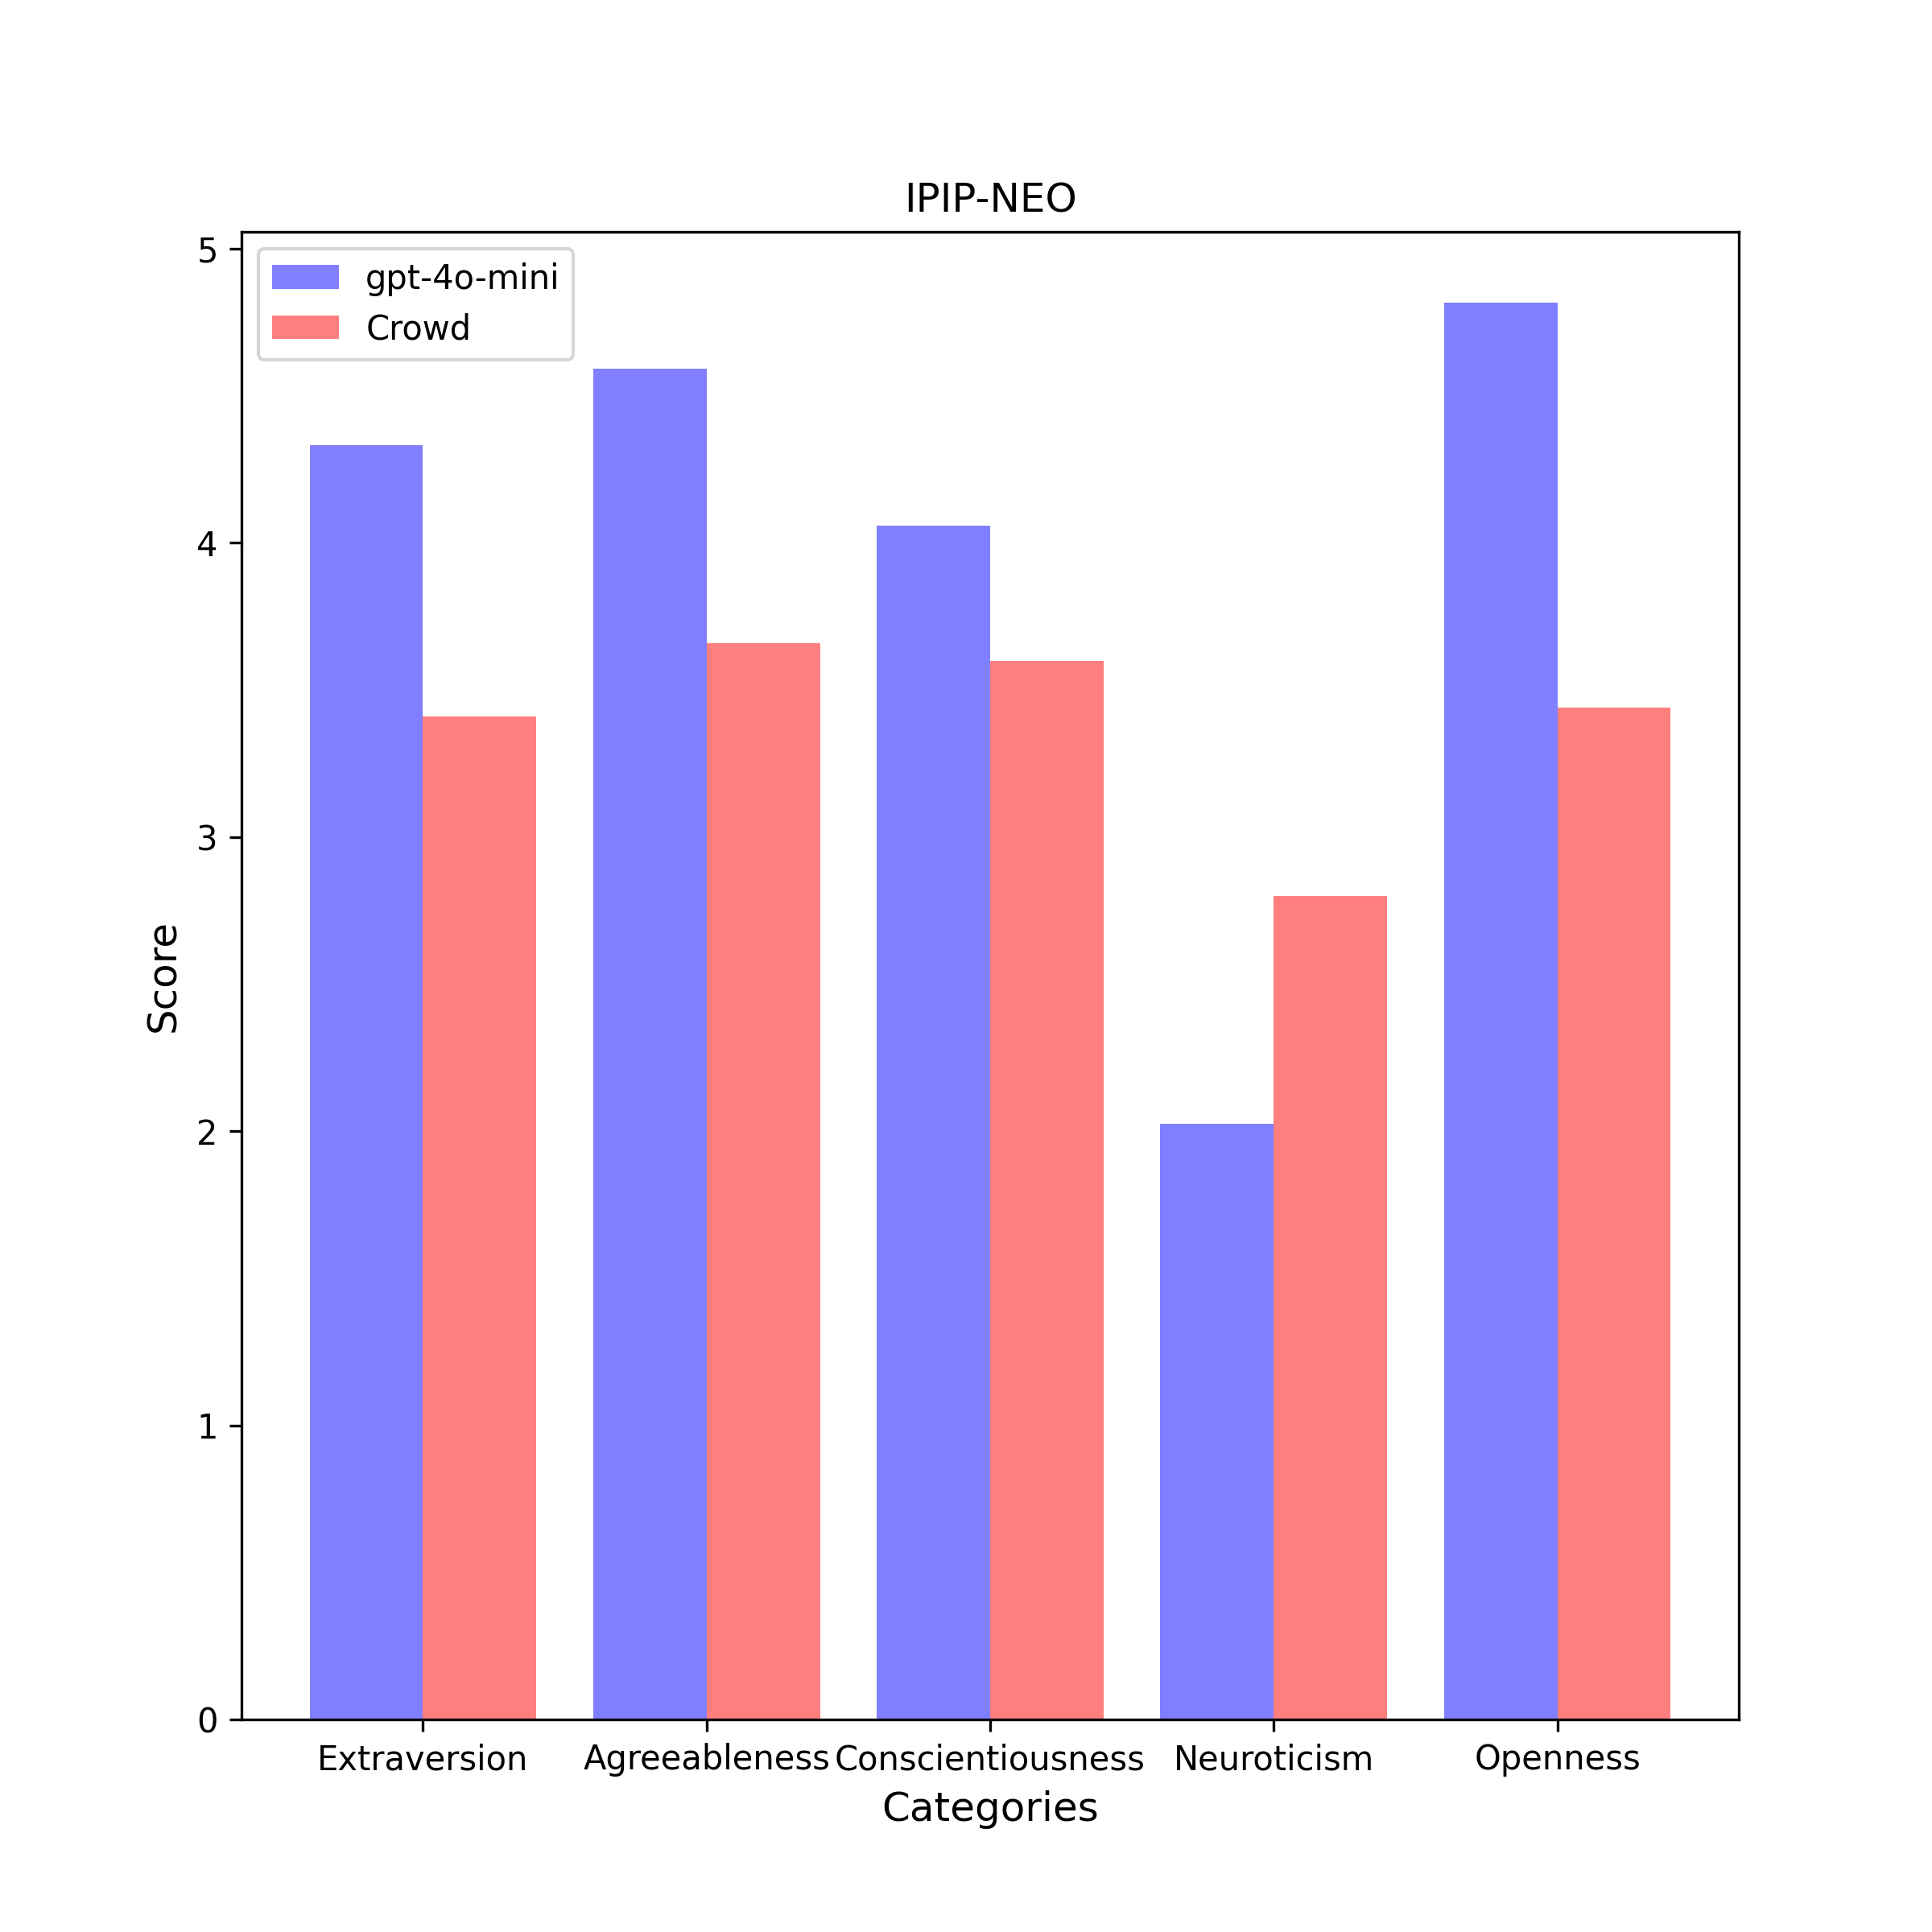 IPIP-NEO
gpt-4o-mini
Crowd
5
4
3
2
1
0
Score
Extraversion Agreeableness Conscientiousness Neuroticism Openness
Categories